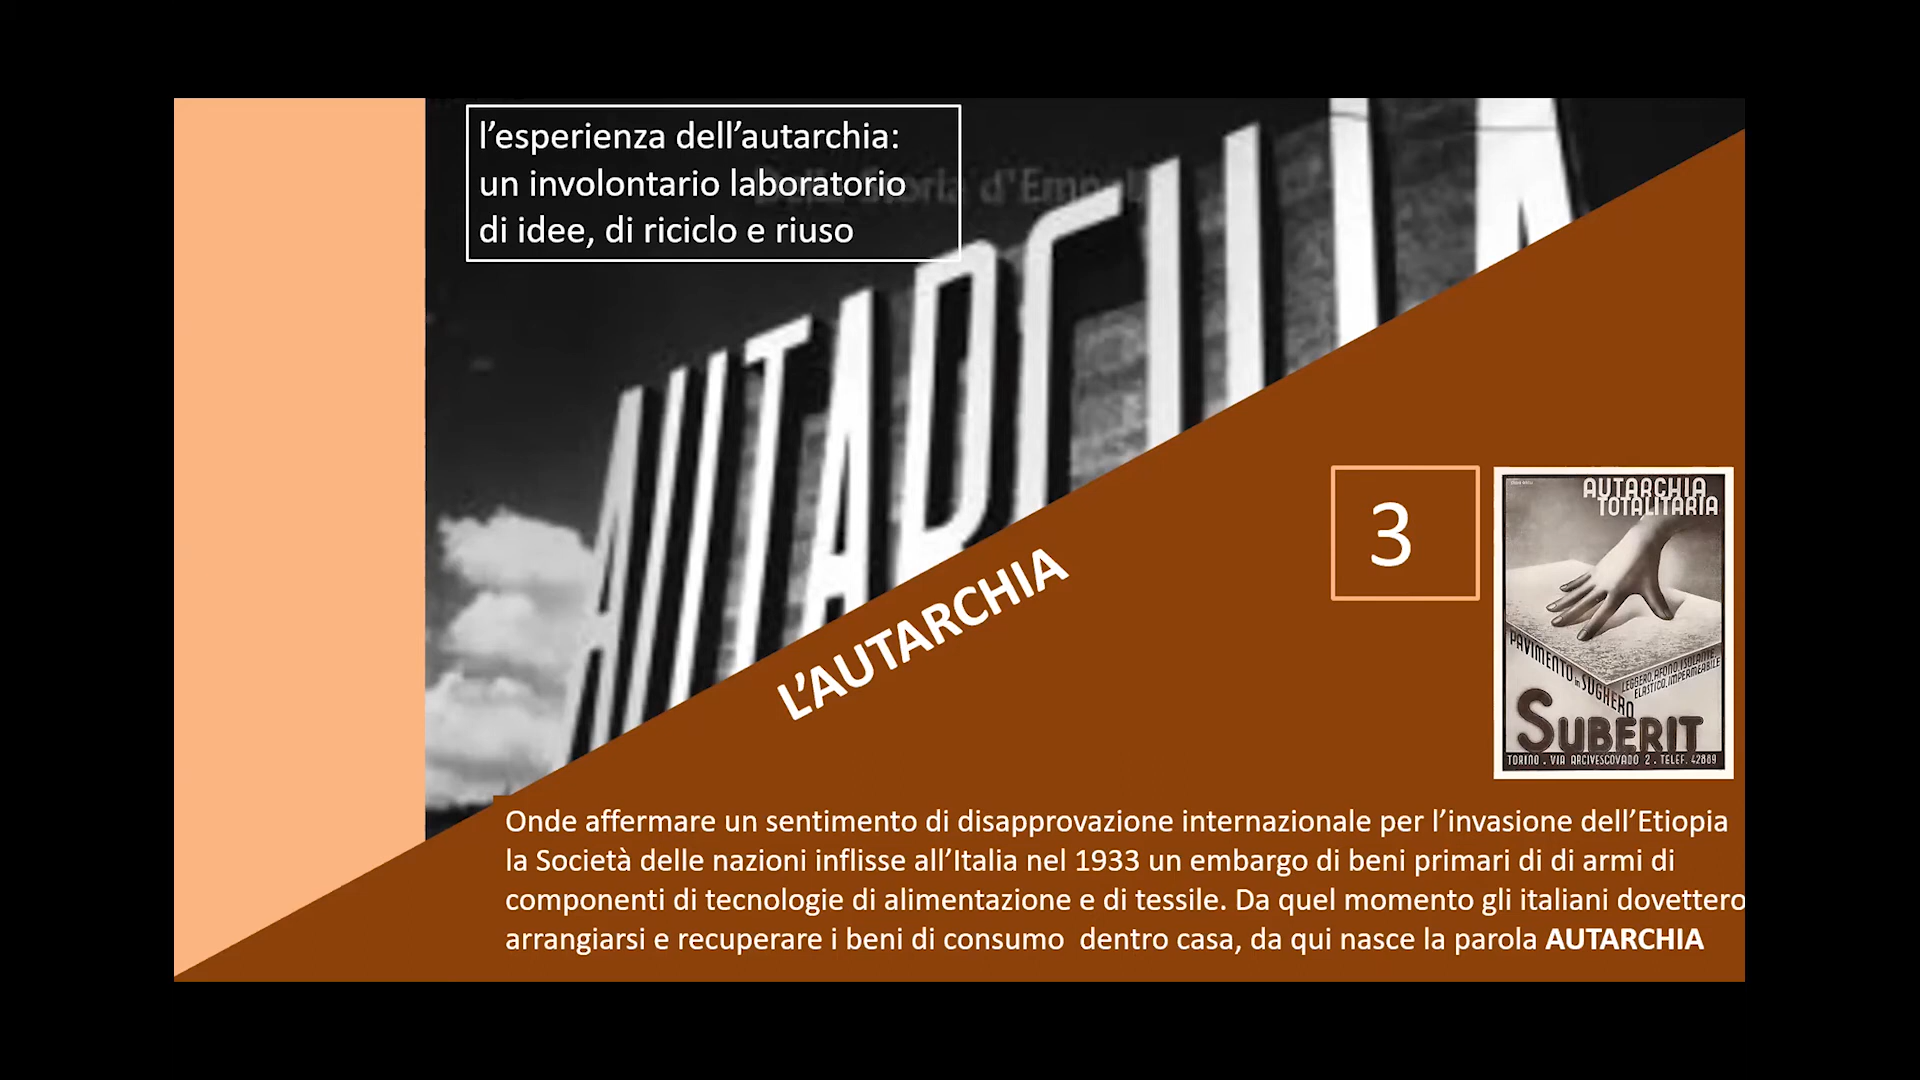 l’esperienza dell’autarchia:
un involontario laboratorio
di idee, di riciclo e riuso
AUTARCHIA
L’AUTARCHIA
3
AUTARCHIA
TOTALITARIA
PAVIMENTO in SUGHERO
LEGGERO, AFONO, ISOLANTE,
ELASTICO, IMPERMEABILE
SUBERIT
TORINO . VIA ARCIVESCOVADO 2 . TELEF. 42889
Onde affermare un sentimento di disapprovazione internazionale per l’invasione dell’Etiopia
la Società delle nazioni inflisse all’Italia nel 1933 un embargo di beni primari di di armi di
componenti di tecnologie di alimentazione e di tessile. Da quel momento gli italiani dovettero
arrangiarsi e recuperare i beni di consumo dentro casa, da qui nasce la parola AUTARCHIA